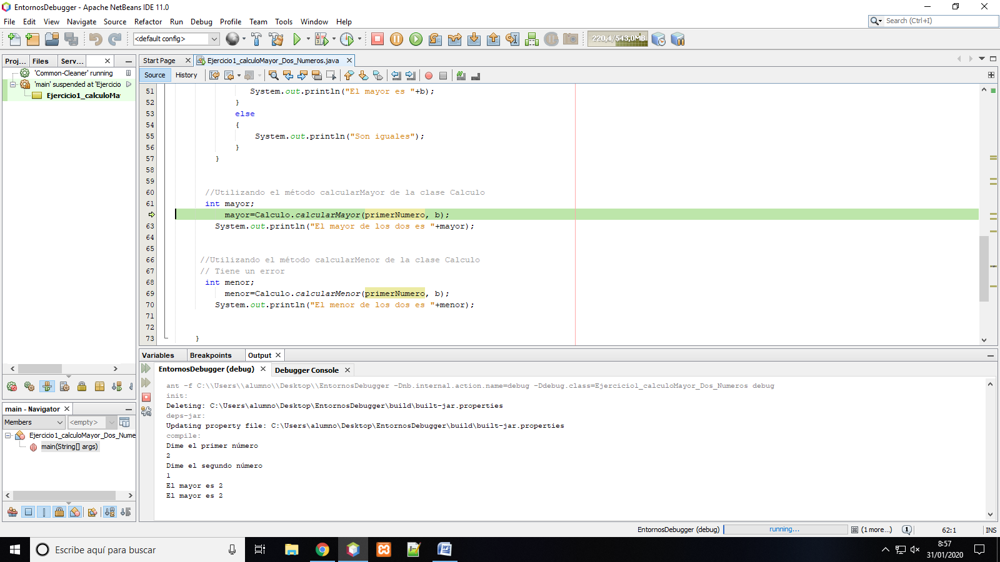 EntornosDebugger - Apache NetBeans IDE 11.0
File Edit View Navigate Source Refactor Run Debug Profile Team Tools Window Help
Search (Ctrl+I)
<default config>
220,4/543,0MB
Proj... Files Serv...
'Common-Cleaner' running
'main' suspended at 'Ejercicio
Ejercicio1_calculoMa
Start Page Ejercicio1_calculoMayor_Dos_Numeros.java
Source History
51 System.out.println("El mayor es "+b);
52 }
53 else
54 {
55 System.out.println("Son iguales");
56 }
57 }
58
59
60 //Utilizando el método calcularMayor de la clase Calculo
61 int mayor;
mayor=Calculo.calcularMayor(primerNumero, b);
63 System.out.println("El mayor de los dos es "+mayor);
64
65
66 //Utilizando el método calcularMenor de la clase Calculo
67 // Tiene un error
68 int menor;
69 menor=Calculo.calcularMenor(primerNumero, b);
70 System.out.println("El menor de los dos es "+menor);
71
72
73 }
main - Navigator
Members <empty>
Ejercicio1_calculoMayor_Dos_Nume
main(String[] args)
Variables Breakpoints Output
EntornosDebugger (debug) Debugger Console
ant -f C:\\Users\\alumno\\Desktop\\EntornosDebugger -Dnb.internal.action.name=debug -Ddebug.class=Ejercicio1_calculoMayor_Dos_Numeros debug
init:
Deleting: C:\Users\alumno\Desktop\EntornosDebugger\build\built-jar.properties
deps-jar:
Updating property file: C:\Users\alumno\Desktop\EntornosDebugger\build\built-jar.properties
compile:
Dime el primer número
2
Dime el segundo número
1
El mayor es 2
El mayor es 2
EntornosDebugger (debug) running... (1 more...) 1 62:1 INS
Escribe aquí para buscar
8:57
31/01/2020